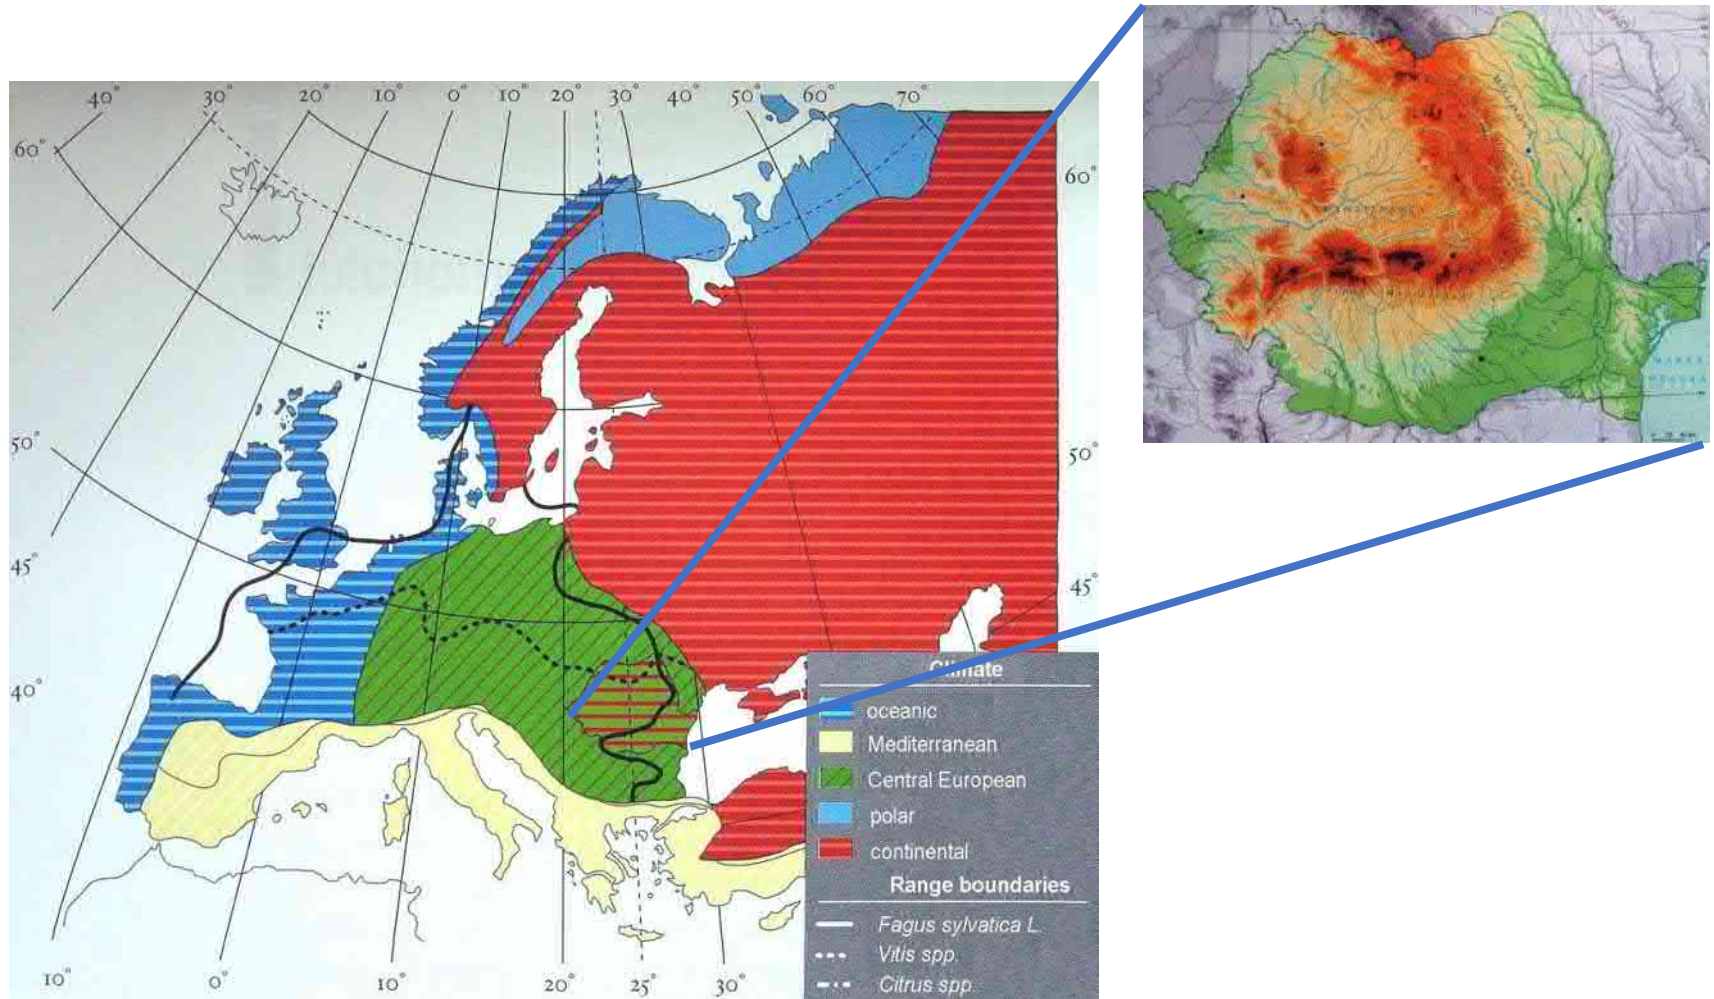 40° 30° 20° 10° 0° 10° 20° 30° 40° 50° 60° 70°
60°
60°
50°
50°
45°
45°
40°
Climate
oceanic
Mediterranean
Central European
polar
continental
Range boundaries
Fagus sylvatica L.
Vitis spp.
Citrus spp.
10° 0° 10° 20° 25° 30°